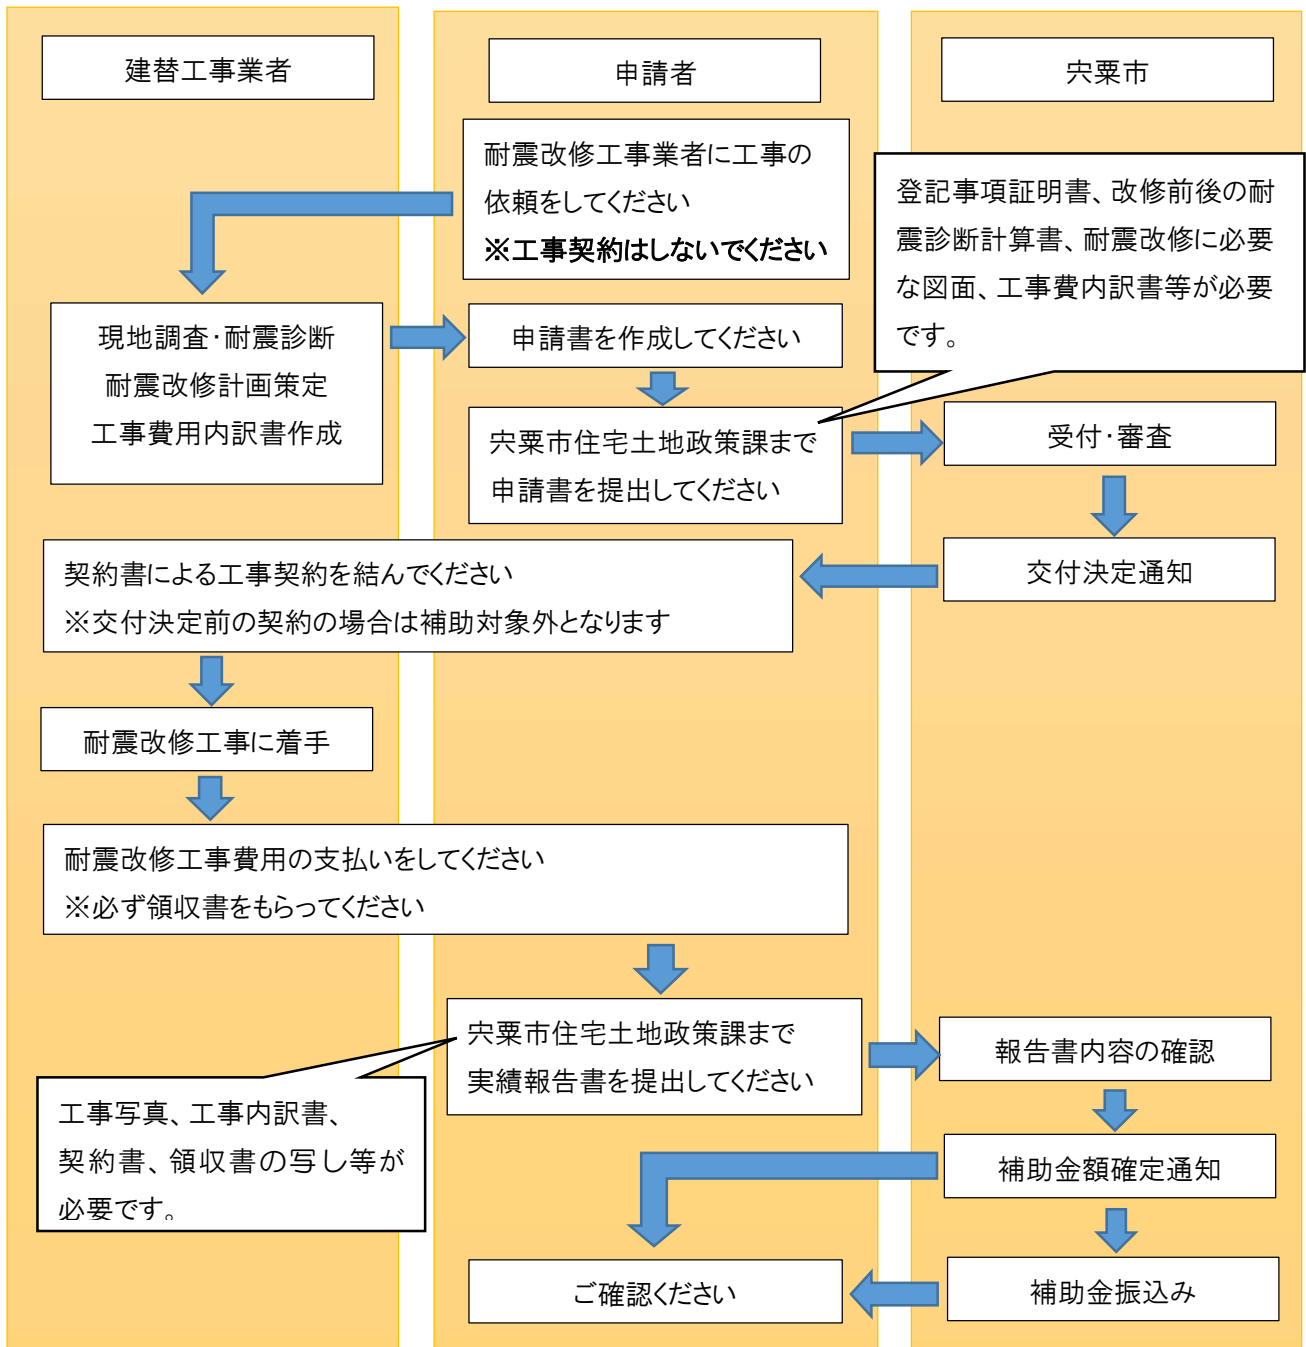 建替工事業者
申請者
宍粟市
耐震改修工事業者に工事の
依頼をしてください
※工事契約はしないでください
登記事項証明書、改修前後の耐
震診断計算書、耐震改修に必要
な図面、工事費内訳書等が必要
です。
現地調査・耐震診断
耐震改修計画策定
工事費用内訳書作成
申請書を作成してください
宍粟市住宅土地政策課まで
申請書を提出してください
受付・審査
交付決定通知
契約書による工事契約を結んでください
※交付決定前の契約の場合は補助対象外となります
耐震改修工事に着手
耐震改修工事費用の支払いをしてください
※必ず領収書をもらってください
宍粟市住宅土地政策課まで
実績報告書を提出してください
報告書内容の確認
工事写真、工事内訳書、
契約書、領収書の写し等が
必要です。
補助金額確定通知
ご確認ください
補助金振込み